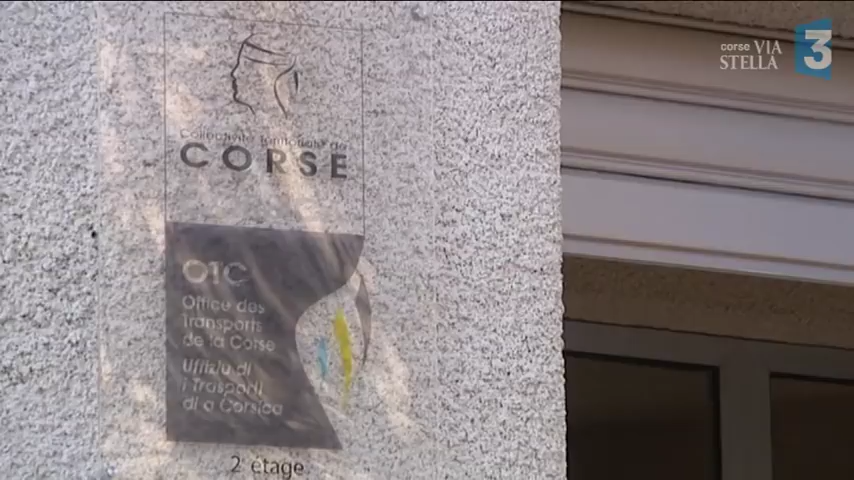 corse VIA
STELLA
3
Collectivité Territoriale de
CORSE
OTC
Office des
Transports
de la Corse
Uffiziu di
i Trasporti
di a Corsica
2 étage